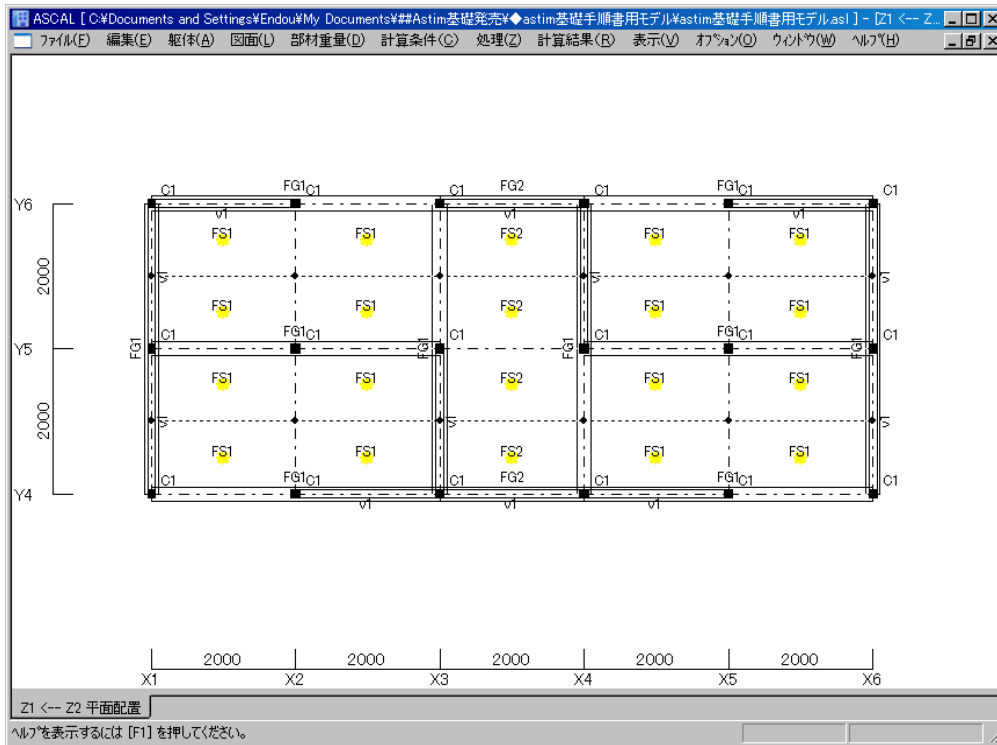 ASCAL [ C:¥Documents and Settings¥Endou¥My Documents¥##Astim基礎発売¥◆astim基礎手順書用モデル¥astim基礎手順書用モデル.asl ] - [Z1 <-- Z...
ファイル(F) 編集(E) 躯体(A) 図面(L) 部材重量(D) 計算条件(C) 処理(Z) 計算結果(R) 表示(V) オプション(O) ウィンドウ(W) ヘルプ(H)
C1 FG1 C1 C1 FG2 C1 FG1 C1 C1
Y6
v1 v1 v1
FS1 FS1 FS2 FS1 FS1
2000
v1 v1 v1
FS1 FS1 FS2 FS1 FS1
C1 FG1 C1 C1 FG1 C1 C1
Y5 FG1 FG1 FG1 FG1
FS1 FS1 FS2 FS1 FS1
2000
v1 v1 v1
FS1 FS1 FS2 FS1 FS1
C1 FG1 C1 C1 FG2 C1 FG1 C1 C1
Y4
v1 v1 v1
2000 2000 2000 2000 2000
X1 X2 X3 X4 X5 X6
Z1 <-- Z2 平面配置
ヘルプを表示するには [F1] を押してください。